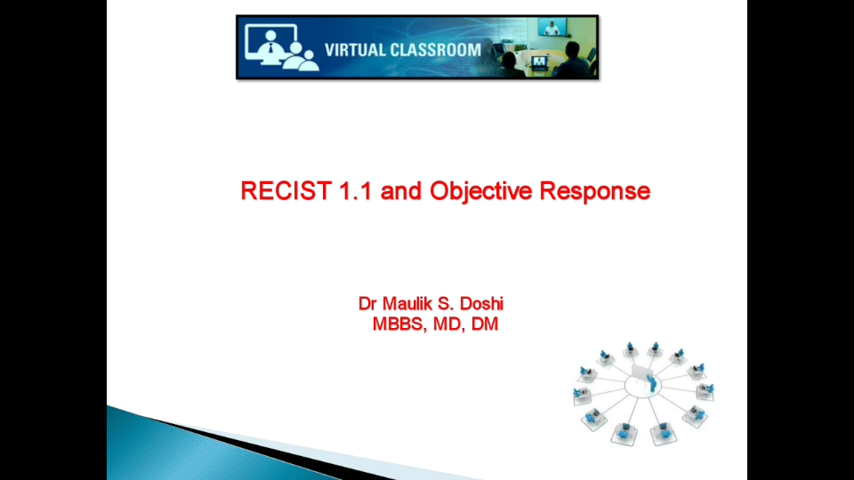 VIRTUAL CLASSROOM
RECIST 1.1 and Objective Response
Dr Maulik S. Doshi
MBBS, MD, DM